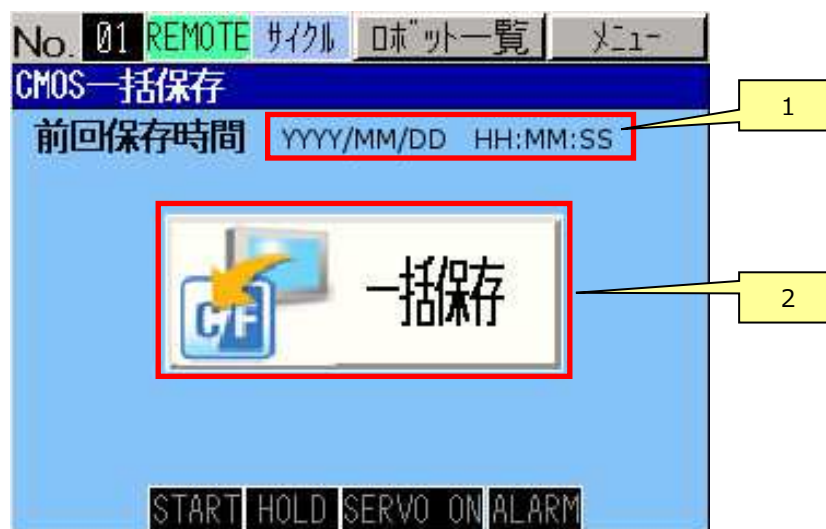 No. 01 REMOTE サイクル ロボット一覧 メニュー
CMOS一括保存
前回保存時間 YYYY/MM/DD HH:MM:SS
1
CF 一括保存
2
START HOLD SERVO ON ALARM